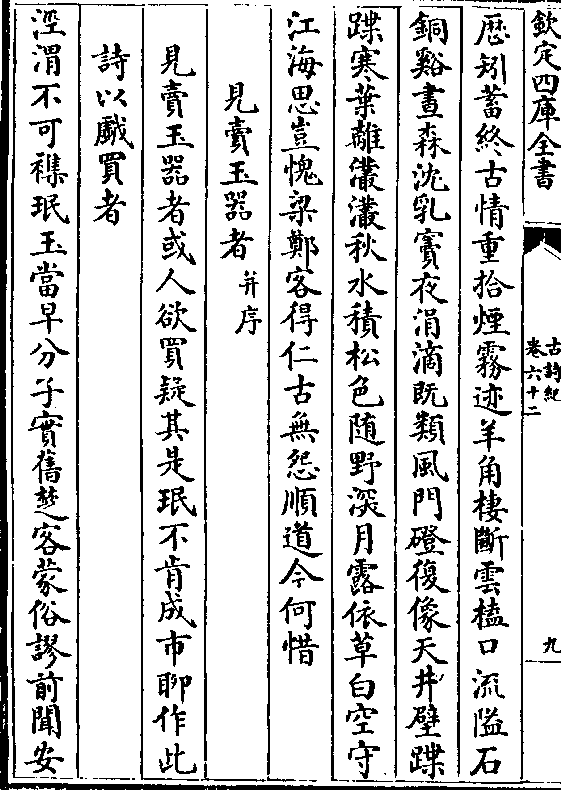 欽定四庫全書
古詩紀
卷六十二
九
厯躬蓄終古情重拾煙霧迹羊角棲斷雲榼口流隘石
銅谿晝森沈乳竇夜涓滴既類風門磴復像天井壁蹀
蹀寒葉離灇灇秋水積松色随野深月露依草白空守
江海思豈愧梁鄭客得仁古無怨順道今何惜
見賣玉器者并序
見賣玉器者或人欲買疑其是珉不肯成市聊作此
詩以戲買者
涇渭不可雜珉玉當早分子實舊楚客蒙俗謬前聞安